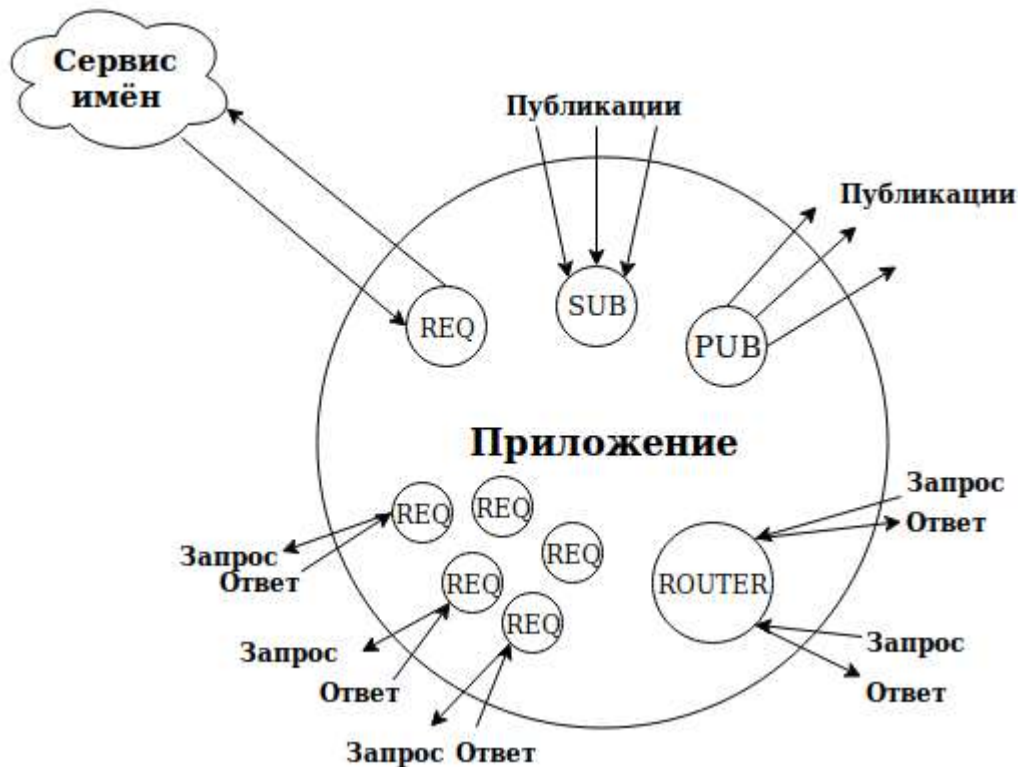 Сервис
имён
Публикации
Публикации
REQ
SUB
PUB
Приложение
Запрос
Ответ
REQ
REQ
REQ
Запрос
Ответ
REQ
ROUTER
REQ
Запрос
Запрос
Ответ
Ответ
Запрос Ответ